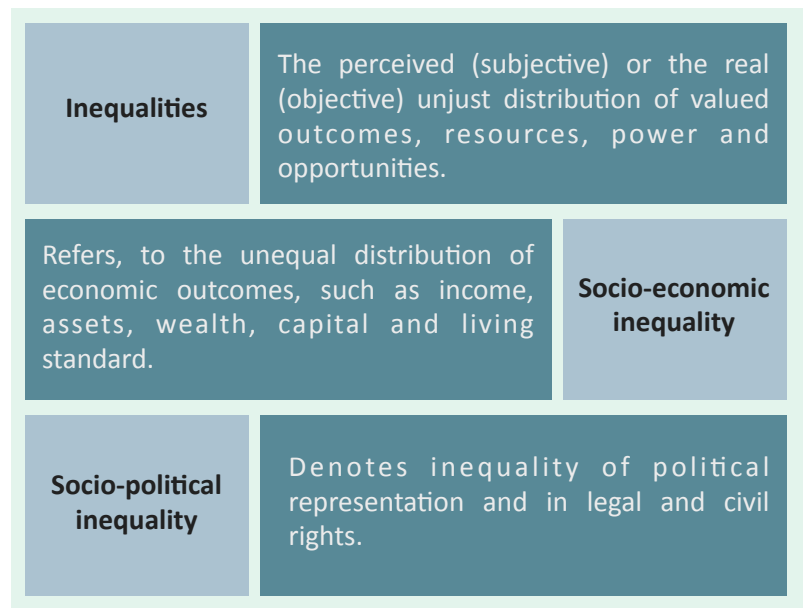 Inequalities
The perceived (subjective) or the real
(objective) unjust distribution of valued
outcomes, resources, power and
opportunities.
Refers, to the unequal distribution of
economic outcomes, such as income,
assets, wealth, capital and living
standard.
Socio-economic
inequality
Socio-political
inequality
Denotes inequality of political
representation and in legal and civil
rights.